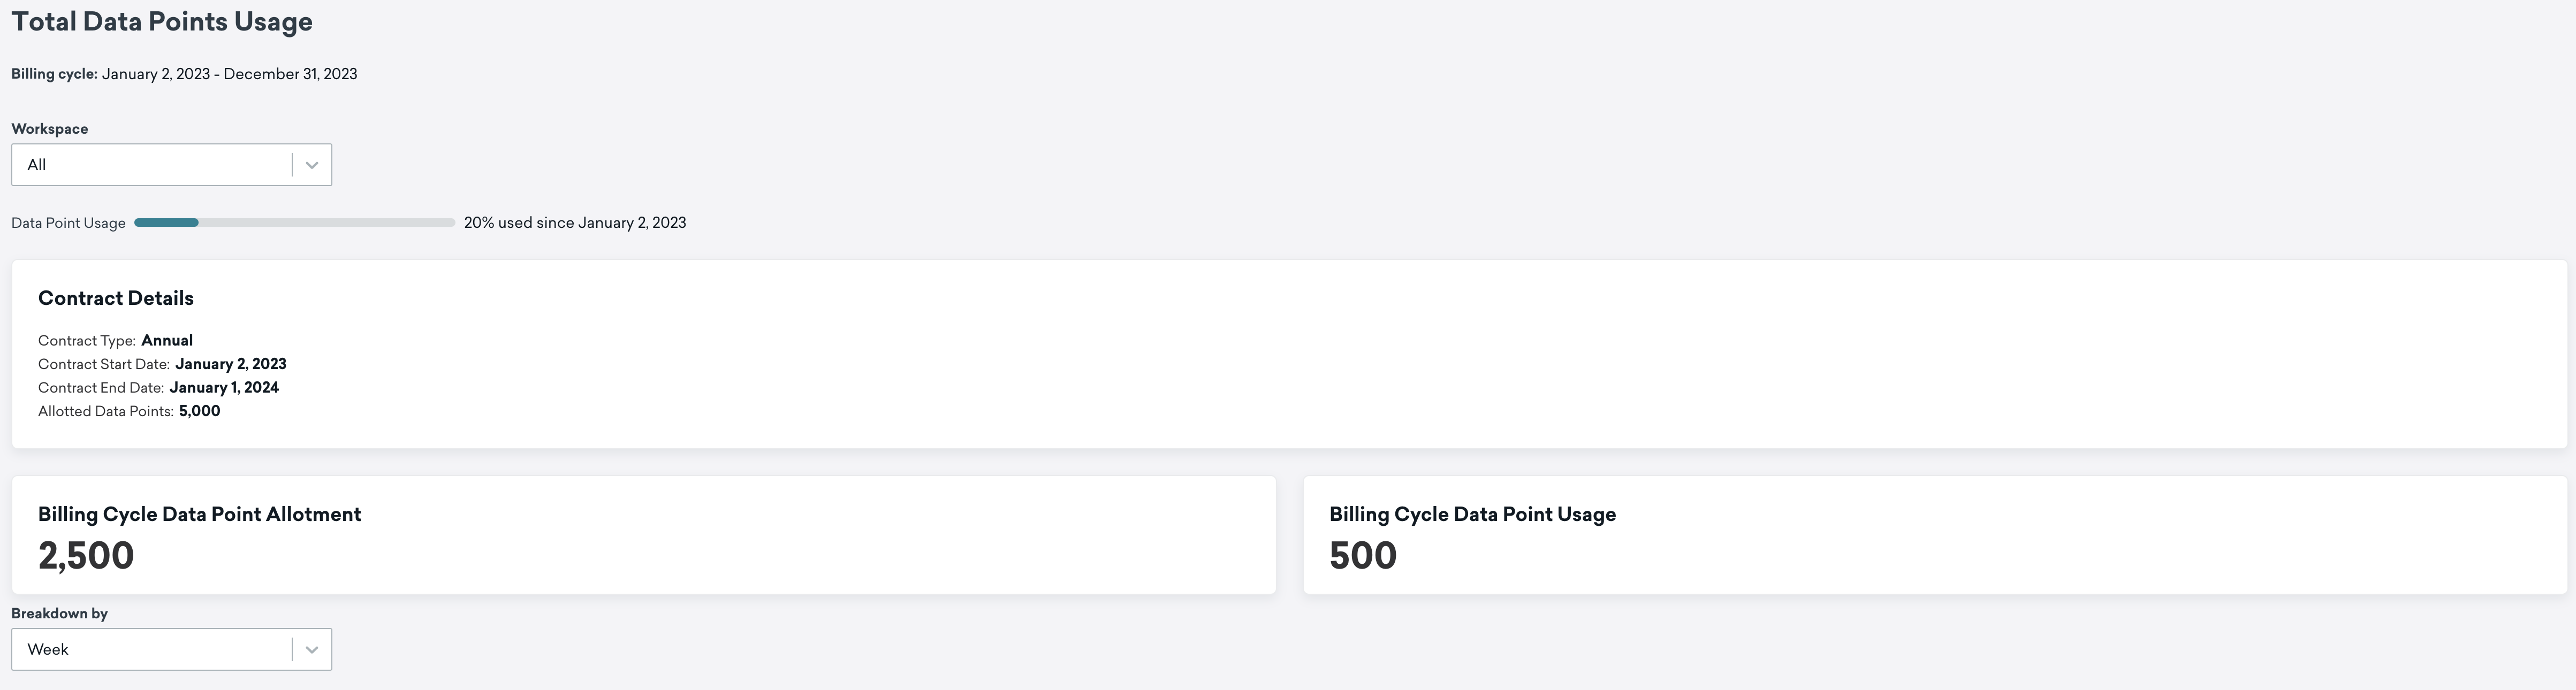 Total Data Points Usage
Billing cycle: January 2, 2023 - December 31, 2023
Workspace
All
Data Point Usage 20% used since January 2, 2023
Contract Details
Contract Type: Annual
Contract Start Date: January 2, 2023
Contract End Date: January 1, 2024
Allotted Data Points: 5,000
Billing Cycle Data Point Allotment
2,500
Billing Cycle Data Point Usage
500
Breakdown by
Week